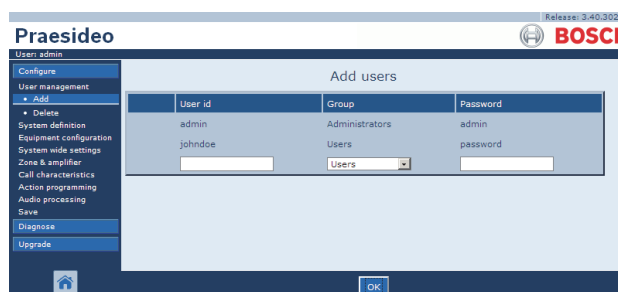 Release: 3.40.302
Praesideo
BOSC
User: admin
Configure
User management
• Add
• Delete
System definition
Equipment configuration
System wide settings
Zone & amplifier
Call characteristics
Action programming
Audio processing
Save
Diagnose
Upgrade
Add users
User id Group Password
admin Administrators admin
johndoe Users password
Users
OK